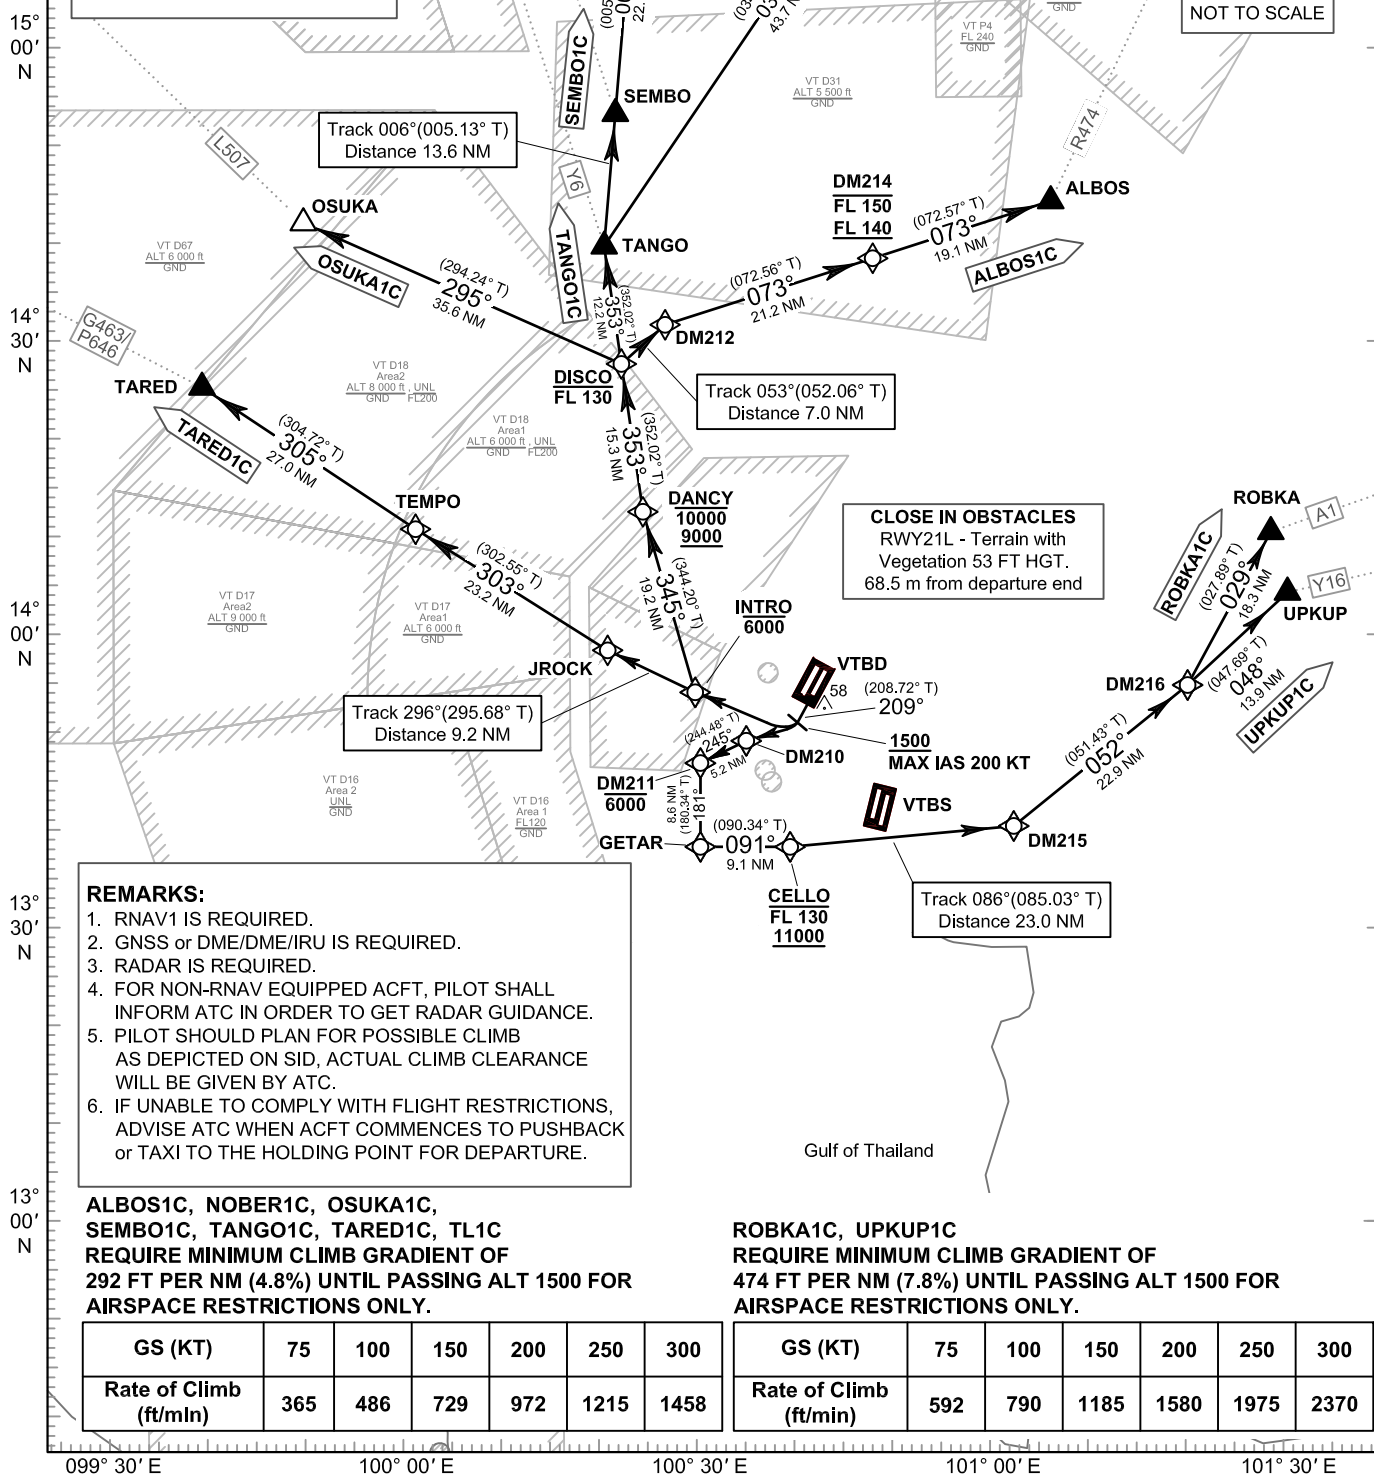 15°
00'
N
NOT TO SCALE
GND
VT P4
FL 240
GND
VT D31
ALT 5 500 ft
GND
R474
43.7 N
SEMBO1C
SEMBO
Track 006°(005.13° T)
Distance 13.6 NM
L507
Y6
OSUKA
TANGO
TANGO1C
DM214
FL 150
FL 140
ALBOS
(072.57° T)
073°
19.1 NM
ALBOS1C
VT D67
ALT 6 000 ft
GND
OSUKA1C
(294.24° T)
295°
35.6 NM
(352.02° T)
353°
12.2 NM
(072.56° T)
073°
21.2 NM
DM212
14°
30'
N
G463/
P646
TARED
VT D18
Area2
ALT 8 000 ft , UNL
GND FL200
DISCO
FL 130
Track 053°(052.06° T)
Distance 7.0 NM
TARED1C
(304.72° T)
305°
27.0 NM
VT D18
Area1
ALT 6 000 ft , UNL
GND FL200
(352.02° T)
353°
15.3 NM
TEMPO
DANCY
10000
9000
CLOSE IN OBSTACLES
RWY21L - Terrain with
Vegetation 53 FT HGT.
68.5 m from departure end
ROBKA
A1
ROBKA1C
(027.89° T)
029°
18.3 NM
Y16
UPKUP
(302.55° T)
303°
23.2 NM
(344.20° T)
345°
19.2 NM
VT D17
Area2
ALT 9 000 ft
GND
VT D17
Area1
ALT 6 000 ft
GND
14°
00'
N
INTRO
6000
JROCK
VTBD
58
(208.72° T)
209°
DM216
(047.69° T)
048°
13.9 NM
UPKUP1C
Track 296°(295.68° T)
Distance 9.2 NM
(244.48° T)
245°
5.2 NM
DM210
1500
MAX IAS 200 KT
(051.43° T)
052°
22.9 NM
VT D16
Area 2
UNL
GND
VT D16
Area 1
FL120
GND
DM211
6000
8.6 NM
(180.34° T)
181°
VTBS
GETAR
(090.34° T)
091°
9.1 NM
DM215
CELLO
FL 130
11000
Track 086°(085.03° T)
Distance 23.0 NM
13°
30'
N
REMARKS:
1. RNAV1 IS REQUIRED.
2. GNSS or DME/DME/IRU IS REQUIRED.
3. RADAR IS REQUIRED.
4. FOR NON-RNAV EQUIPPED ACFT, PILOT SHALL
INFORM ATC IN ORDER TO GET RADAR GUIDANCE.
5. PILOT SHOULD PLAN FOR POSSIBLE CLIMB
AS DEPICTED ON SID, ACTUAL CLIMB CLEARANCE
WILL BE GIVEN BY ATC.
6. IF UNABLE TO COMPLY WITH FLIGHT RESTRICTIONS,
ADVISE ATC WHEN ACFT COMMENCES TO PUSHBACK
or TAXI TO THE HOLDING POINT FOR DEPARTURE.
Gulf of Thailand
13°
00'
N
ALBOS1C, NOBER1C, OSUKA1C,
SEMBO1C, TANGO1C, TARED1C, TL1C
REQUIRE MINIMUM CLIMB GRADIENT OF
292 FT PER NM (4.8%) UNTIL PASSING ALT 1500 FOR
AIRSPACE RESTRICTIONS ONLY.
GS (KT) 75 100 150 200 250 300
Rate of Climb
(ft/min) 365 486 729 972 1215 1458
ROBKA1C, UPKUP1C
REQUIRE MINIMUM CLIMB GRADIENT OF
474 FT PER NM (7.8%) UNTIL PASSING ALT 1500 FOR
AIRSPACE RESTRICTIONS ONLY.
GS (KT) 75 100 150 200 250 300
Rate of Climb
(ft/min) 592 790 1185 1580 1975 2370
099° 30' E
100° 00' E
100° 30' E
101° 00' E
101° 30' E